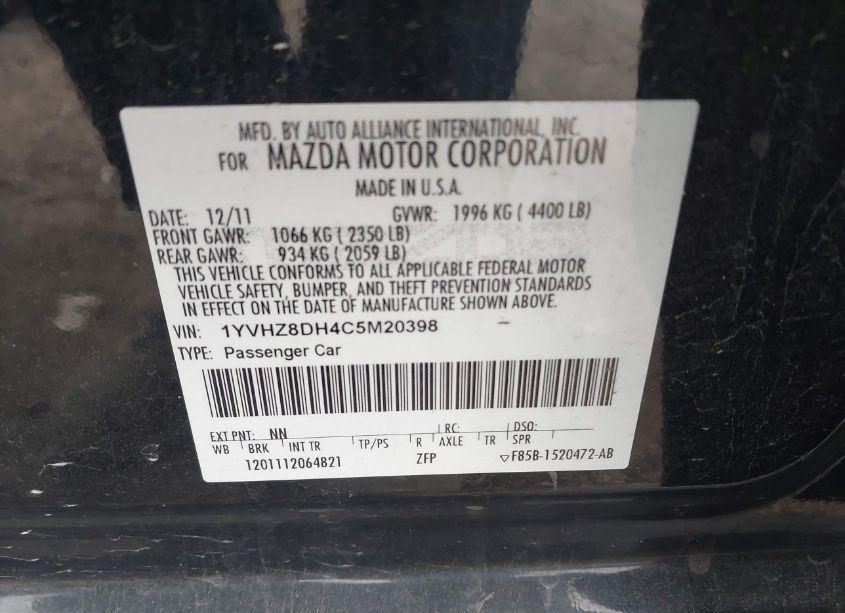 MFD. BY AUTO ALLIANCE INTERNATIONAL, INC.
FOR MAZDA MOTOR CORPORATION
MADE IN U.S.A.
DATE: 12/11 GVWR: 1996 KG ( 4400 LB)
FRONT GAWR: 1066 KG ( 2350 LB)
REAR GAWR: 934 KG ( 2059 LB)
THIS VEHICLE CONFORMS TO ALL APPLICABLE FEDERAL MOTOR
VEHICLE SAFETY, BUMPER, AND THEFT PREVENTION STANDARDS
IN EFFECT ON THE DATE OF MANUFACTURE SHOWN ABOVE.
VIN: 1YVHZ8DH4C5M20398
TYPE: Passenger Car
EXT PNT: NN RC: DSO:
WB BRK INT TR TP/PS R AXLE TR SPR
1201112064821 ZFP ▽F85B-1520472-AB